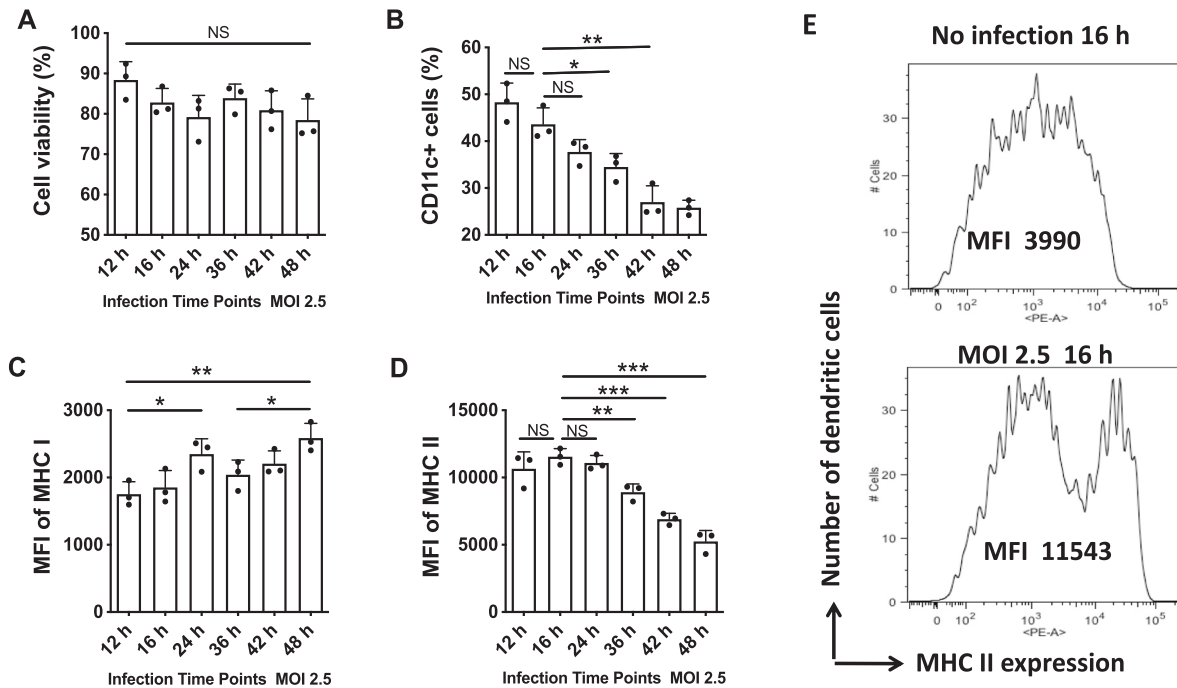 A
NS
Cell viability (%)
100
90
80
70
60
50
12 h
16 h
24 h
36 h
42 h
48 h
Infection Time Points MOI 2.5
B
**
*
NS
NS
CD11c+ cells (%)
60
50
40
30
20
12 h
16 h
24 h
36 h
42 h
48 h
Infection Time Points MOI 2.5
C
**
*
*
MFI of MHC I
3000
2000
1000
0
12 h
16 h
24 h
36 h
42 h
48 h
Infection Time Points MOI 2.5
D
***
***
**
NS
NS
MFI of MHC II
15000
10000
5000
0
12 h
16 h
24 h
36 h
42 h
48 h
Infection Time Points MOI 2.5
E
No infection 16 h
# Cells
30
20
10
0
MFI 3990
0 10² 10³ 10⁴ 10⁵
<PE-A>
MOI 2.5 16 h
# Cells
30
20
10
0
MFI 11543
0 10² 10³ 10⁴ 10⁵
<PE-A>
Number of dendritic cells
MHC II expression